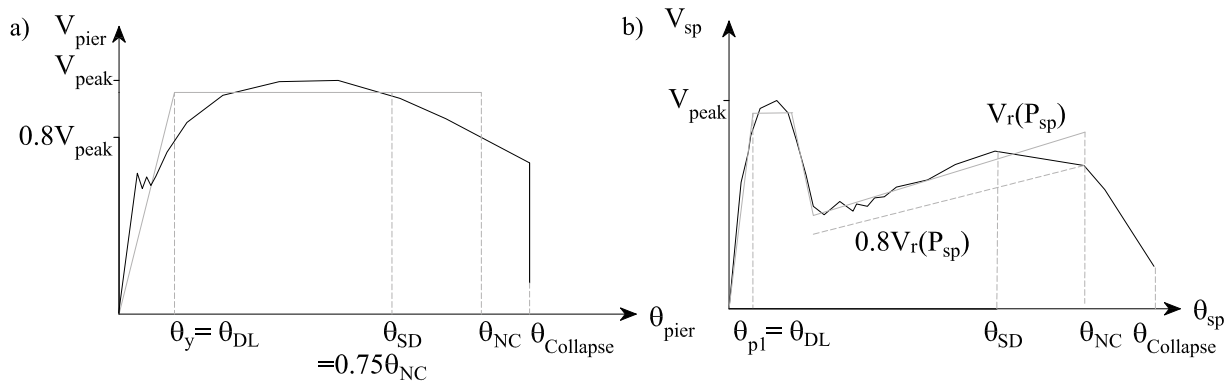 a)
V_pier
V_peak
0.8V_peak
θ_y = θ_DL
θ_SD
=0.75θ_NC
θ_NC
θ_Collapse
θ_pier
b)
V_sp
V_peak
V_r(P_sp)
0.8V_r(P_sp)
θ_p1 = θ_DL
θ_SD
θ_NC
θ_Collapse
θ_sp